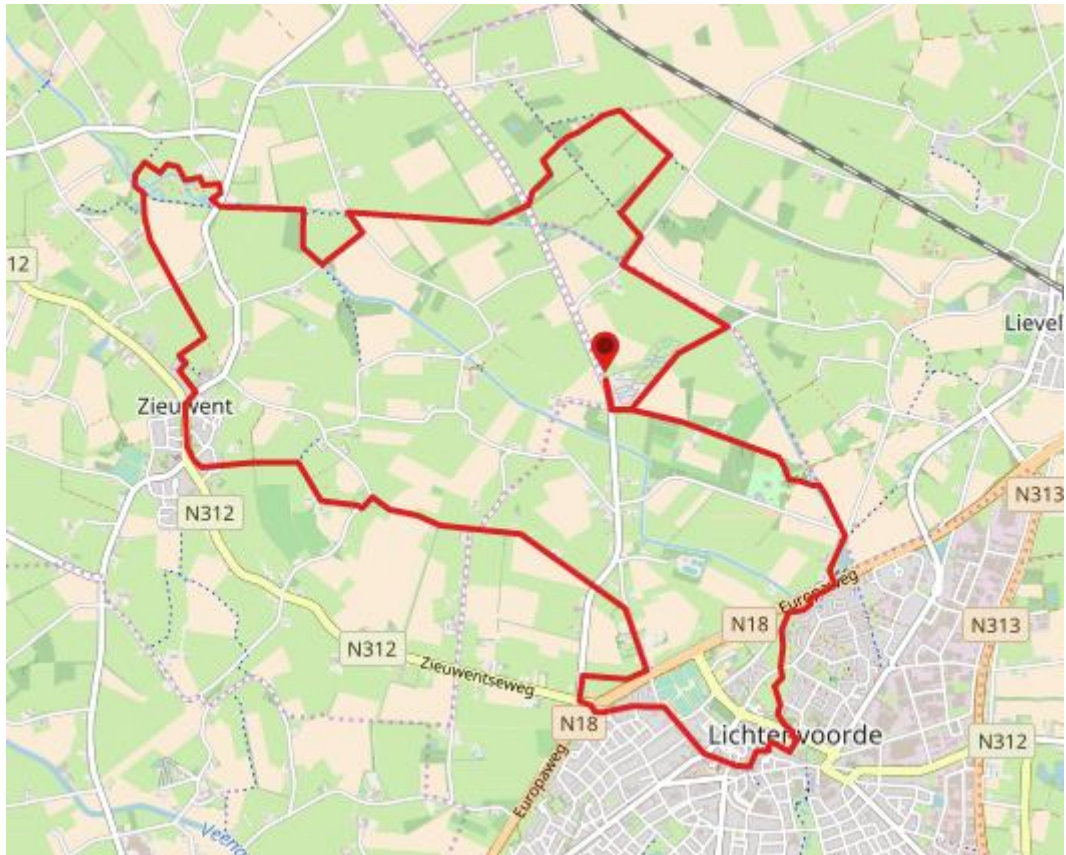 12
Lievel
Zieuwent
N313
N312
Europaweg
N18
N313
N312
Zieuwentseweg
N18
Lichtenvoorde
N312
Europaweg